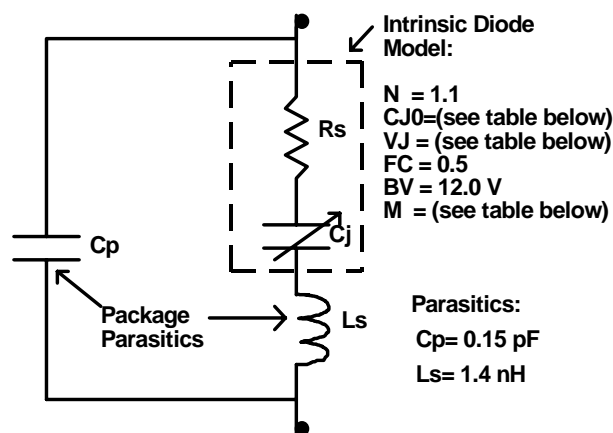 Intrinsic Diode
Model:
N = 1.1
CJ0=(see table below)
VJ = (see table below)
FC = 0.5
BV = 12.0 V
M = (see table below)
Rs
Cj
Cp
Package
Parasitics
Ls
Parasitics:
Cp= 0.15 pF
Ls= 1.4 nH